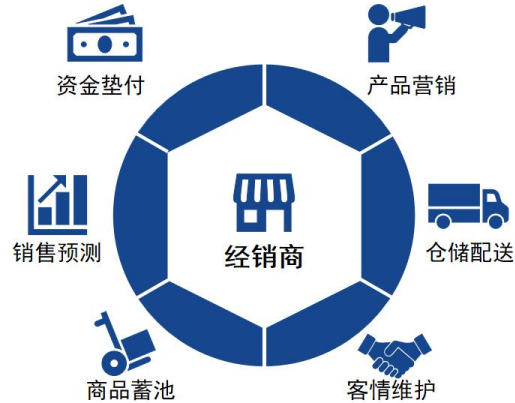 资金垫付
产品营销
销售预测
经销商
仓储配送
商品蓄池
客情维护